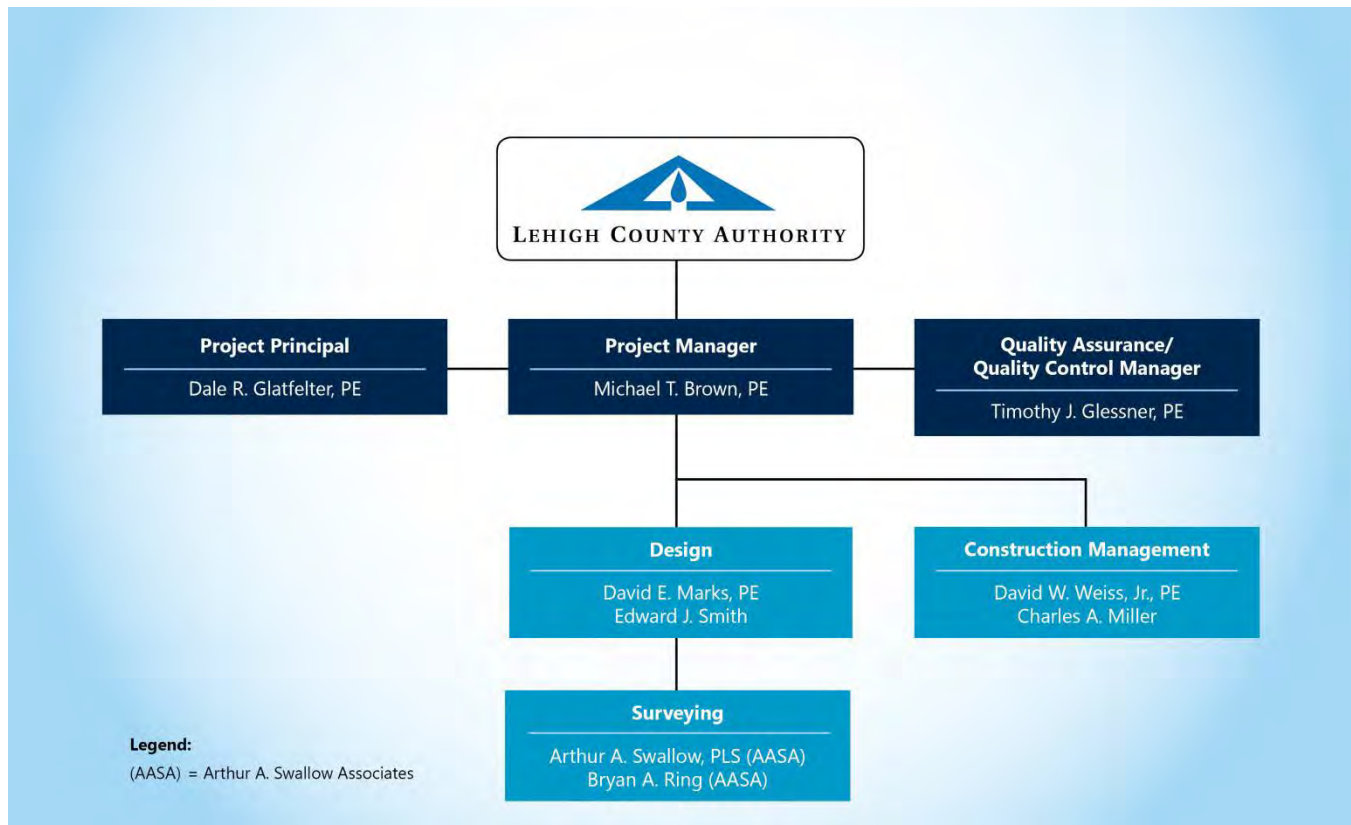 LEHIGH COUNTY AUTHORITY
Project Principal
Dale R. Glatfelter, PE
Project Manager
Michael T. Brown, PE
Quality Assurance/
Quality Control Manager
Timothy J. Glessner, PE
Design
David E. Marks, PE
Edward J. Smith
Construction Management
David W. Weiss, Jr., PE
Charles A. Miller
Surveying
Arthur A. Swallow, PLS (AASA)
Bryan A. Ring (AASA)
Legend:
(AASA) = Arthur A. Swallow Associates